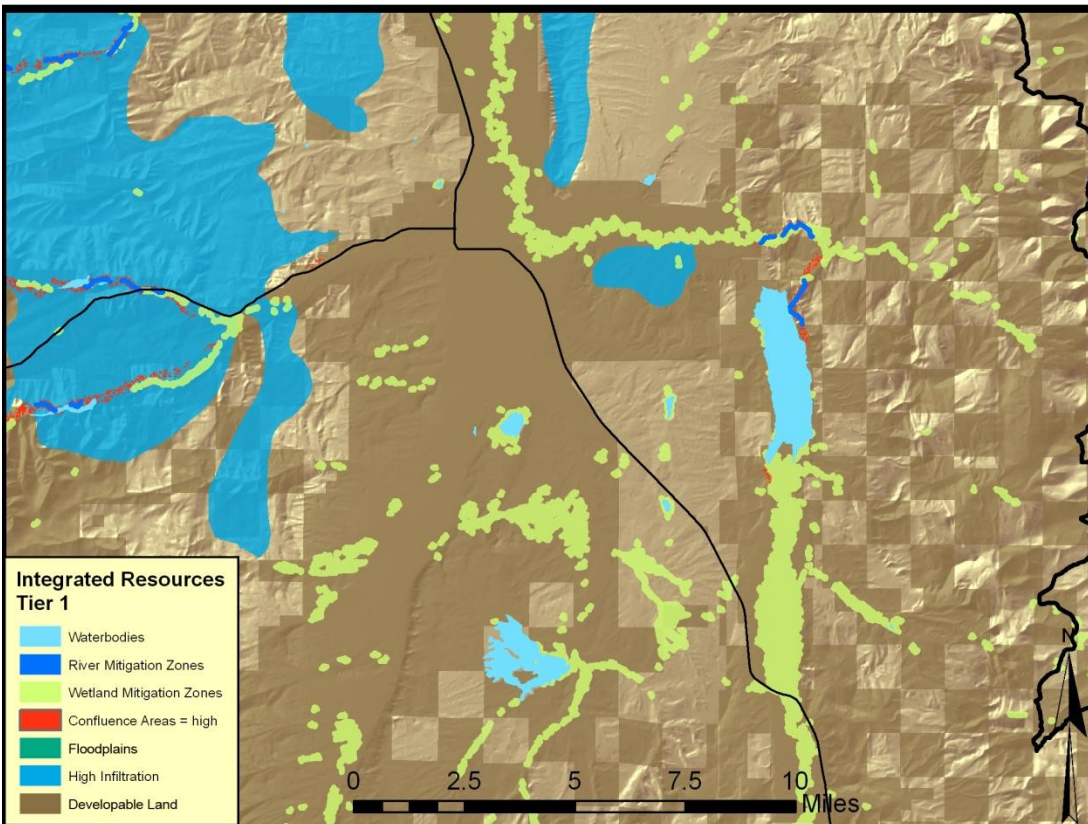 Integrated Resources
Tier 1
Waterbodies
River Mitigation Zones
Wetland Mitigation Zones
Confluence Areas = high
Floodplains
High Infiltration
Developable Land
N
0 2.5 5 7.5 10
Miles